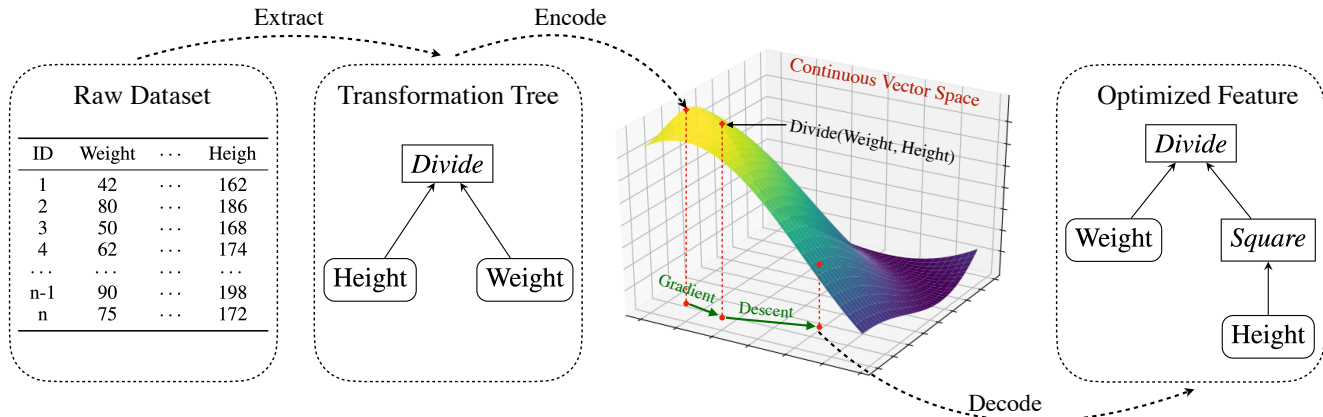 Extract
Encode
Raw Dataset
ID Weight ··· Heigh
1 42 ··· 162
2 80 ··· 186
3 50 ··· 168
4 62 ··· 174
··· ··· ··· ···
n-1 90 ··· 198
n 75 ··· 172
Transformation Tree
Divide
Height Weight
Continuous Vector Space
Divide(Weight, Height)
Gradient Descent
Optimized Feature
Divide
Weight Square
Height
Decode